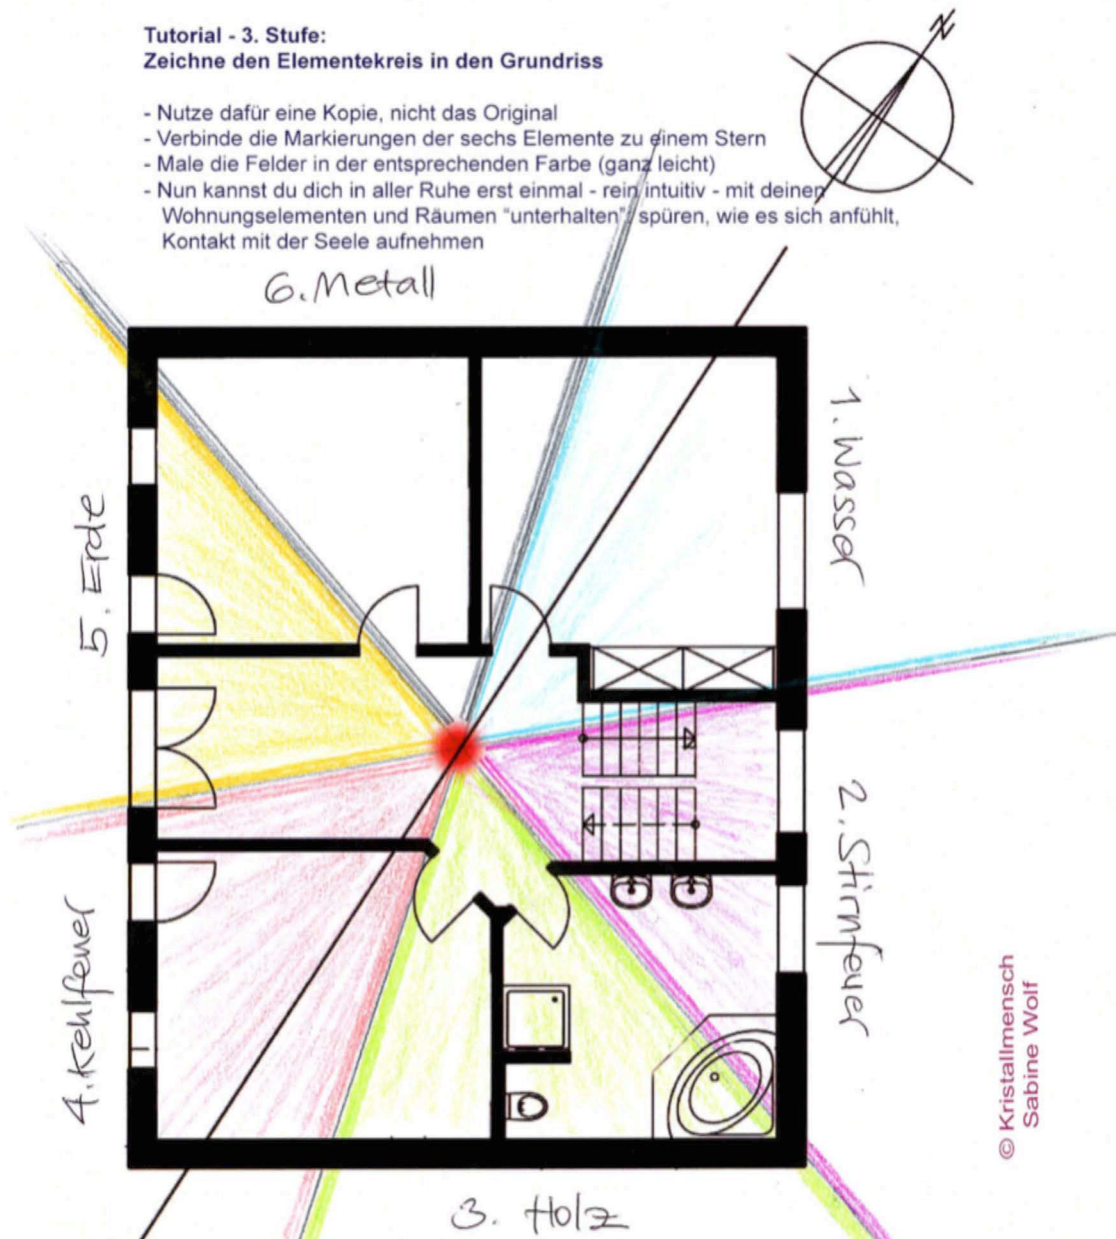 Tutorial - 3. Stufe:
Zeichne den Elementekreis in den Grundriss
- Nutze dafür eine Kopie, nicht das Original
- Verbinde die Markierungen der sechs Elemente zu einem Stern
- Male die Felder in der entsprechenden Farbe (ganz leicht)
- Nun kannst du dich in aller Ruhe erst einmal - rein intuitiv - mit deinen
Wohnungselementen und Räumen "unterhalten": spüren, wie es sich anfühlt,
Kontakt mit der Seele aufnehmen
N
6. Metall
1. Wasser
5. Erde
2. Stirnfeuer
4. Kehlfeuer
3. Holz
© Kristallmensch
Sabine Wolf